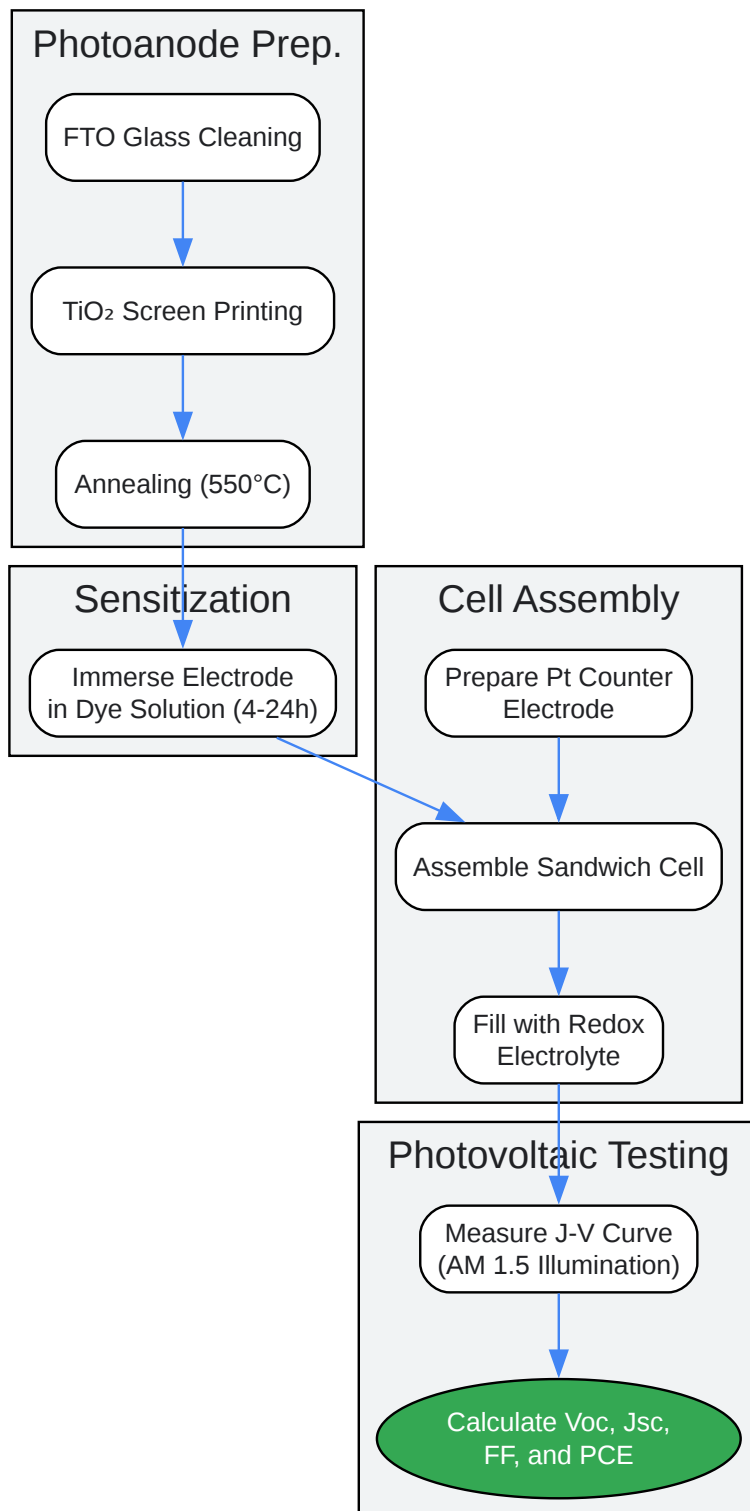 Photoanode Prep.
FTO Glass Cleaning
TiO₂ Screen Printing
Annealing (550°C)
Sensitization
Immerse Electrode
in Dye Solution (4-24h)
Cell Assembly
Prepare Pt Counter
Electrode
Assemble Sandwich Cell
Fill with Redox
Electrolyte
Photovoltaic Testing
Measure J-V Curve
(AM 1.5 Illumination)
Calculate Voc, Jsc,
FF, and PCE